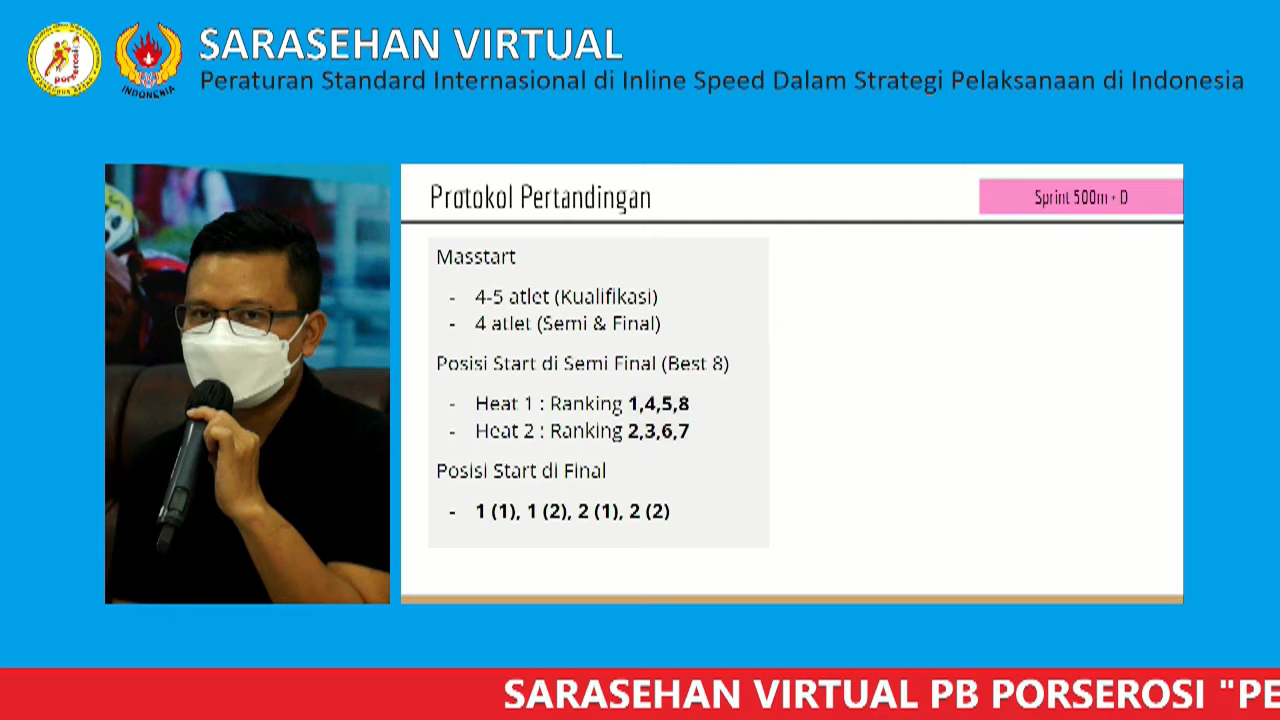 SARASEHAN VIRTUAL
Peraturan Standard Internasional di Inline Speed Dalam Strategi Pelaksanaan di Indonesia
porserosi
INDONESIA
Protokol Pertandingan
Sprint 500m + D
Masstart
- 4-5 atlet (Kualifikasi)
- 4 atlet (Semi & Final)
Posisi Start di Semi Final (Best 8)
- Heat 1 : Ranking 1,4,5,8
- Heat 2 : Ranking 2,3,6,7
Posisi Start di Final
- 1 (1), 1 (2), 2 (1), 2 (2)
SARASEHAN VIRTUAL PB PORSEROSI "PE